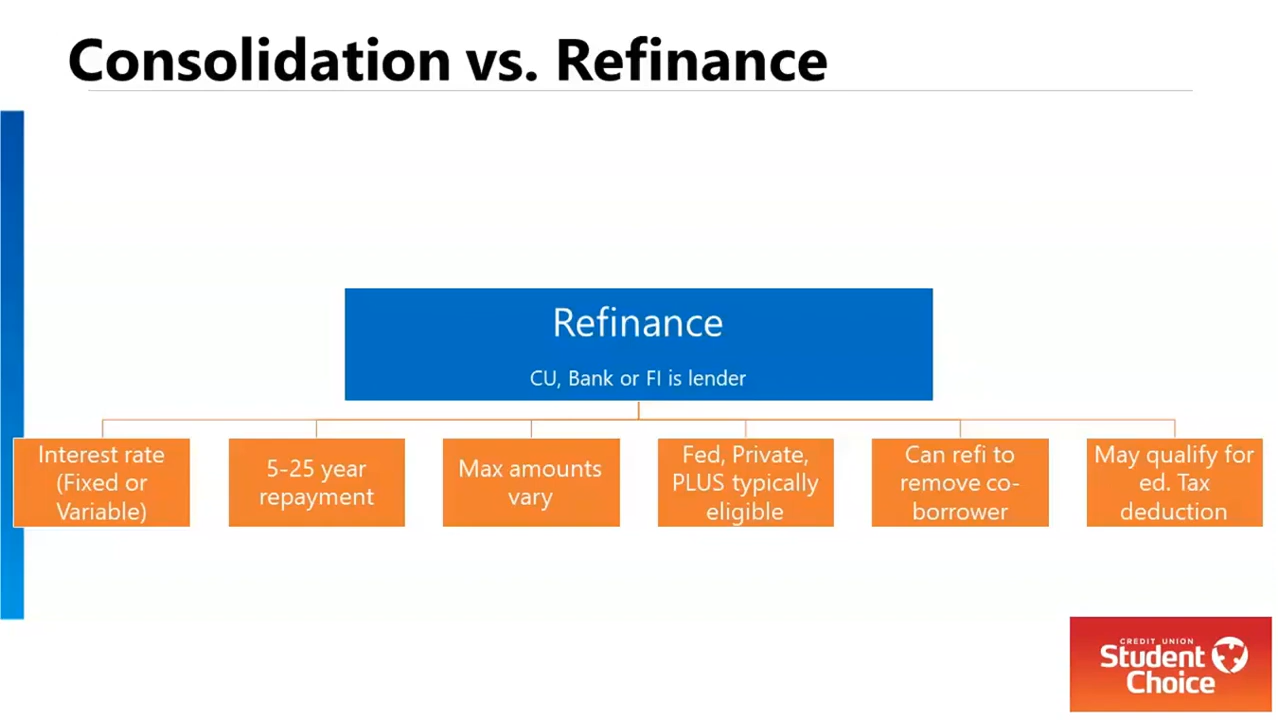 Consolidation vs. Refinance
Refinance
CU, Bank or FI is lender
Interest rate
(Fixed or
Variable)
5-25 year
repayment
Max amounts
vary
Fed, Private,
PLUS typically
eligible
Can refi to
remove co-
borrower
May qualify for
ed. Tax
deduction
CREDIT UNION
Student
Choice